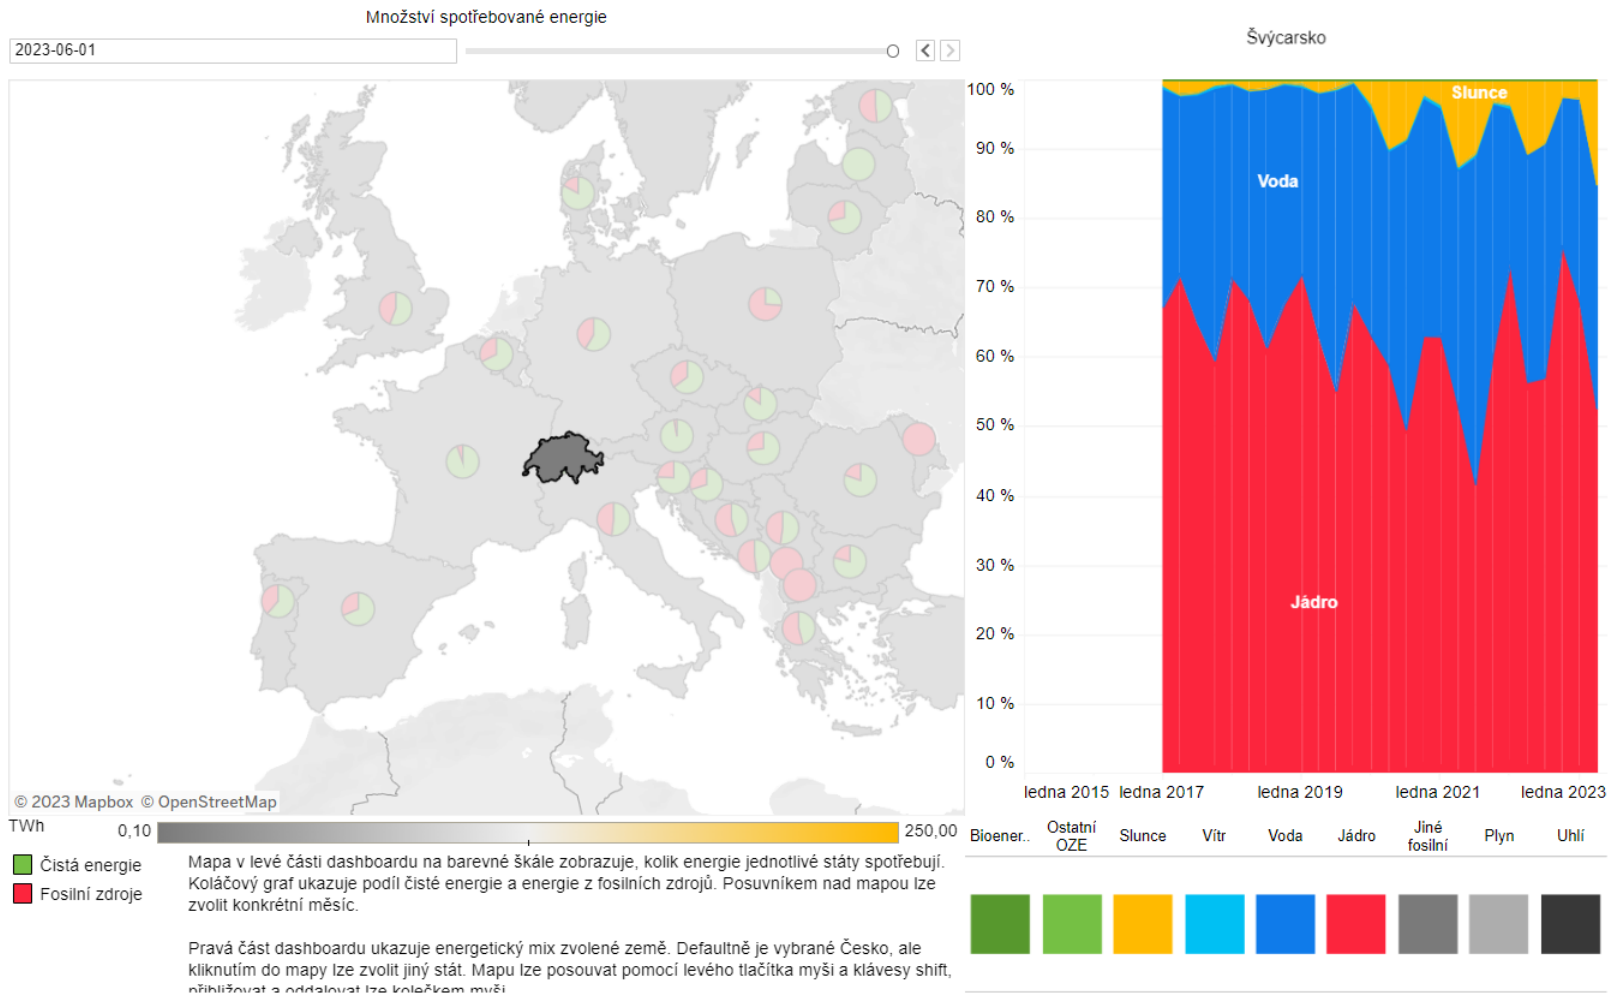 Množství spotřebované energie
2023-06-01
Švýcarsko
100 %
90 %
80 %
70 %
60 %
50 %
40 %
30 %
20 %
10 %
0 %
Slunce
Voda
Jádro
ledna 2015
ledna 2017
ledna 2019
ledna 2021
ledna 2023
© 2023 Mapbox © OpenStreetMap
TWh
0,10
250,00
Čistá energie
Fosilní zdroje
Mapa v levé části dashboardu na barevné škále zobrazuje, kolik energie jednotlivé státy spotřebují.
Koláčový graf ukazuje podíl čisté energie a energie z fosilních zdrojů. Posuvníkem nad mapou lze
zvolit konkrétní měsíc.
Pravá část dashboardu ukazuje energetický mix zvolené země. Defaultně je vybrané Česko, ale
kliknutím do mapy lze zvolit jiný stát. Mapu lze posouvat pomocí levého tlačítka myši a klávesy shift,
přibližovat a oddalovat lze kolečkem myši.
Bioener..
Ostatní
OZE
Slunce
Vítr
Voda
Jádro
Jiné
fosilní
Plyn
Uhlí